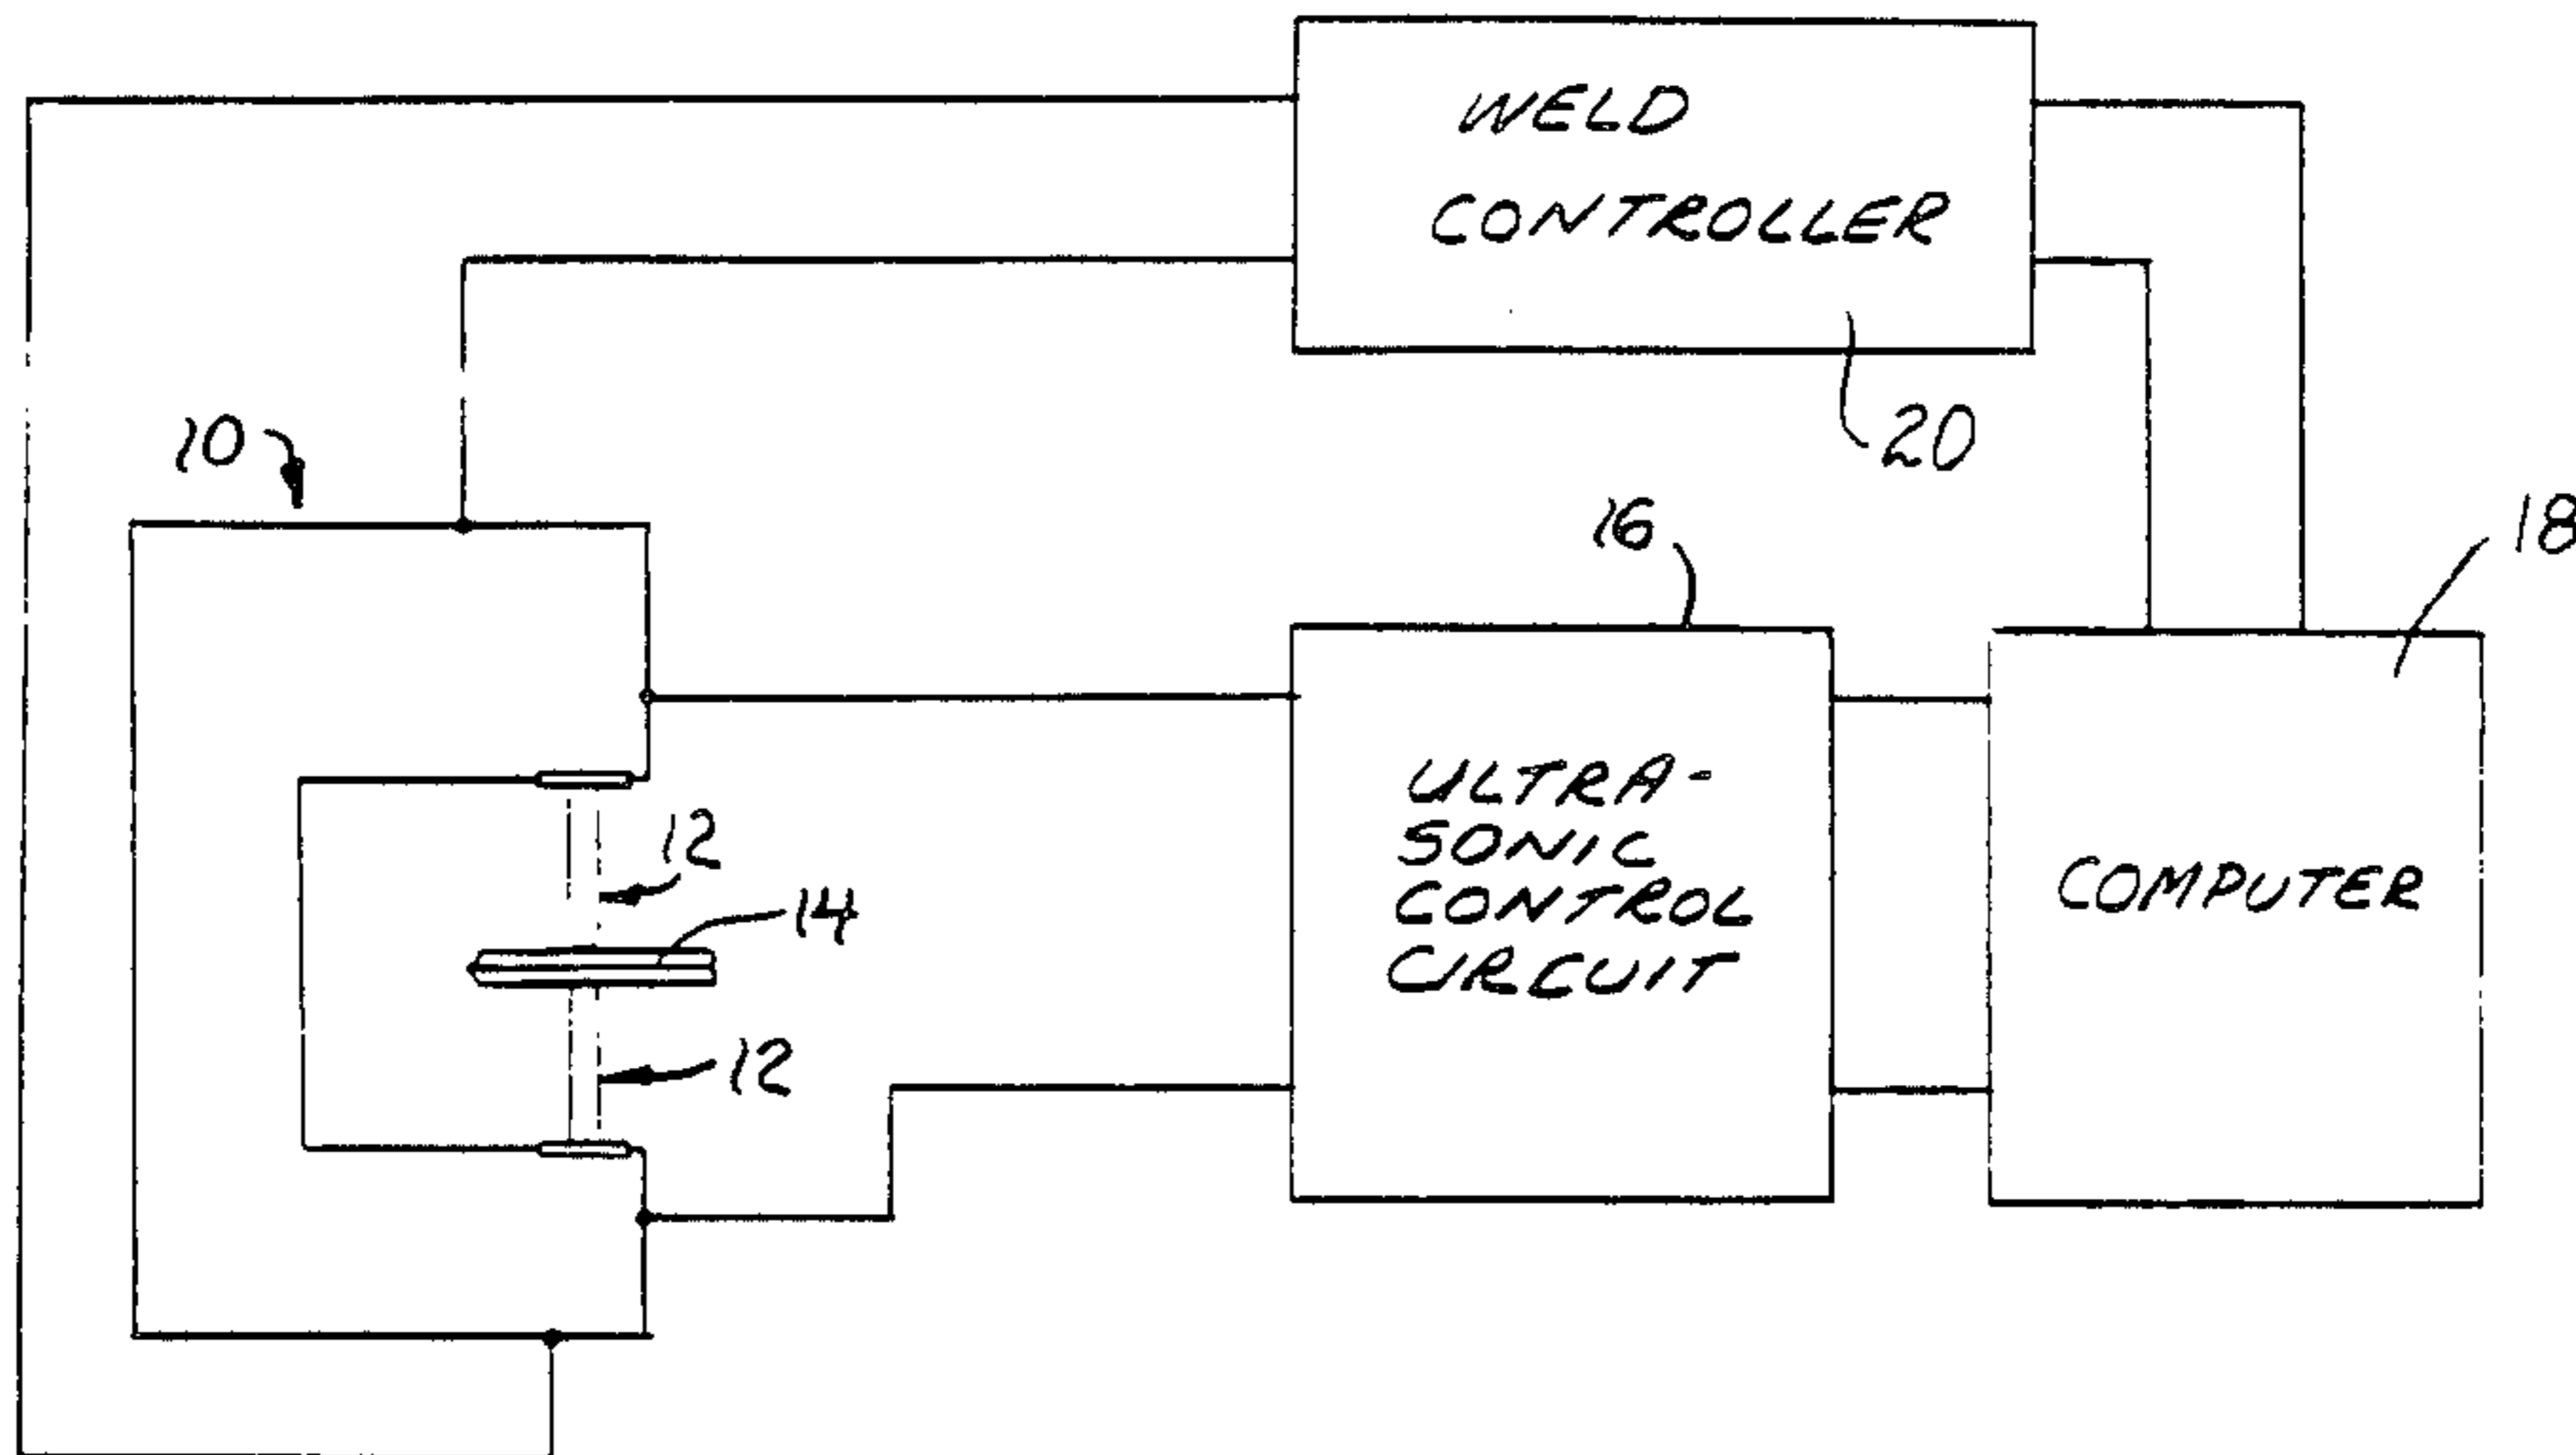 WELD
CONTROLLER
20
10
16
18
12
14
12
ULTRA-
SONIC
CONTROL
CIRCUIT
COMPUTER